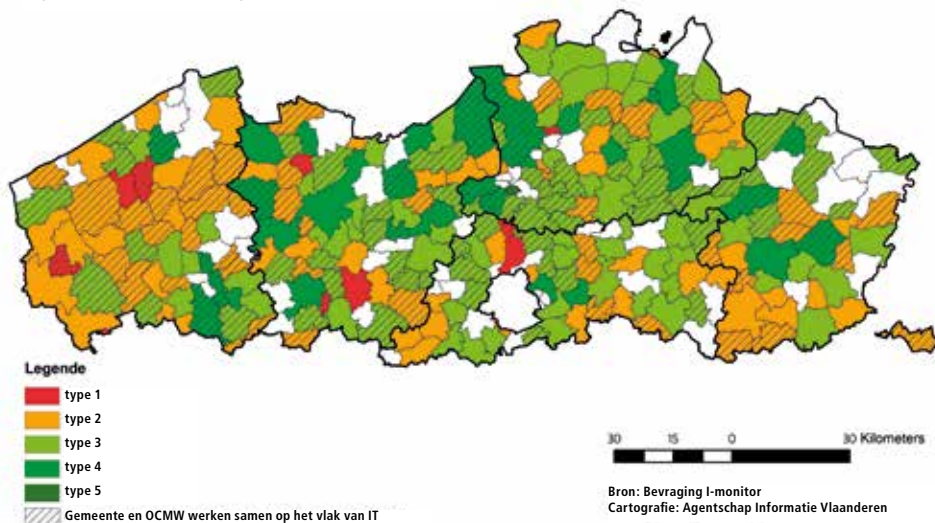 Legende
type 1
type 2
type 3
type 4
type 5
Gemeente en OCMW werken samen op het vlak van IT
30 15 0 30 Kilometers
Bron: Bevraging I-monitor
Cartografie: Agentschap Informatie Vlaanderen